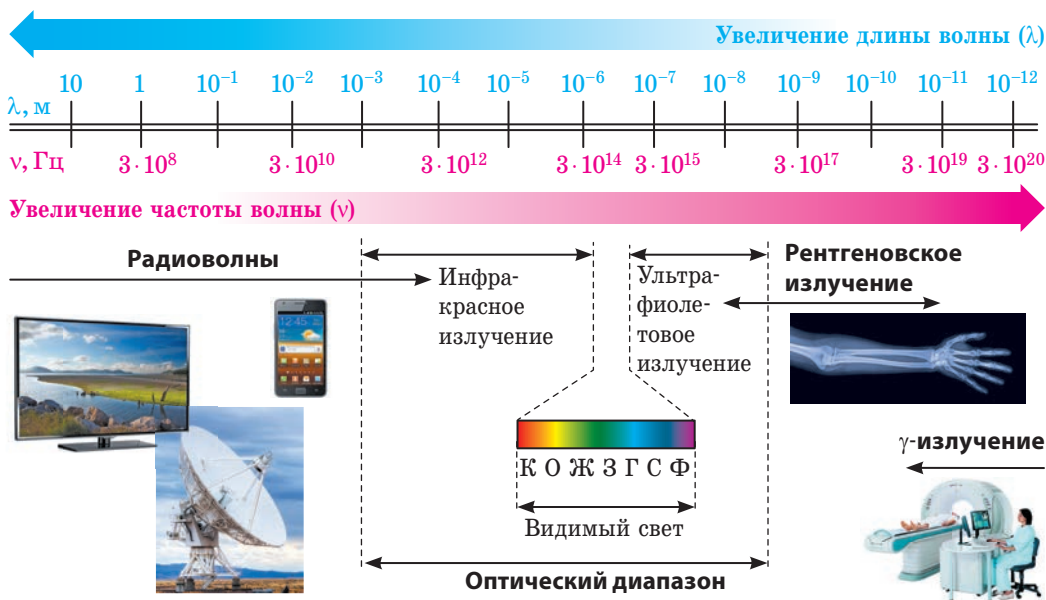 Увеличение длины волны (λ)
λ, м 10 1 10⁻¹ 10⁻² 10⁻³ 10⁻⁴ 10⁻⁵ 10⁻⁶ 10⁻⁷ 10⁻⁸ 10⁻⁹ 10⁻¹⁰ 10⁻¹¹ 10⁻¹²
ν, Гц 3·10⁸ 3·10¹⁰ 3·10¹² 3·10¹⁴ 3·10¹⁵ 3·10¹⁷ 3·10¹⁹ 3·10²⁰
Увеличение частоты волны (ν)
Радиоволны
Инфра-
красное
излучение
Ультра-
фиоле-
товое
излучение
Рентгеновское
излучение
12:45
К О Ж З Г С Ф
Видимый свет
γ-излучение
Оптический диапазон